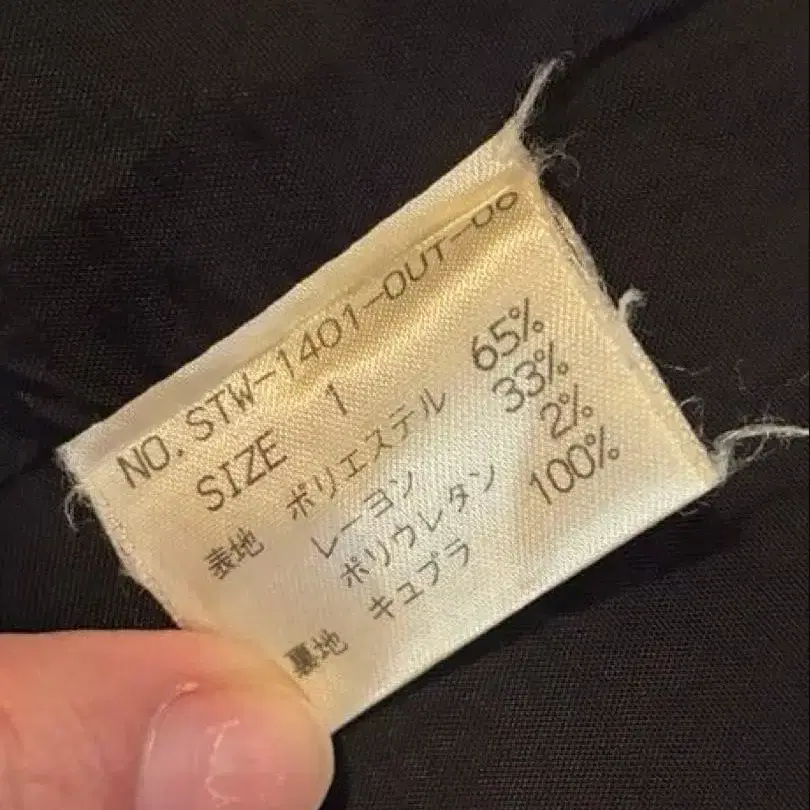 NO. STW-1401-OUT-08
SIZE 1
表地 ポリエステル 65%
レーヨン 33%
ポリウレタン 2%
裏地 キュプラ 100%